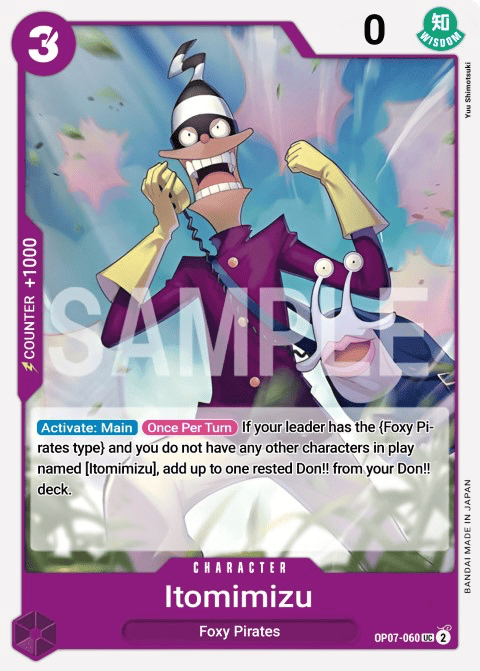 3
0
知
WISDOM
Yuu Shimotsuki
COUNTER +1000
SAMPLE
Activate: Main Once Per Turn If your leader has the {Foxy Pi-
rates type} and you do not have any other characters in play
named [Itomimizu], add up to one rested Don!! from your Don!!
deck.
BANDAI MADE IN JAPAN
CHARACTER
Itomimizu
Foxy Pirates
OP07-060 UC 2